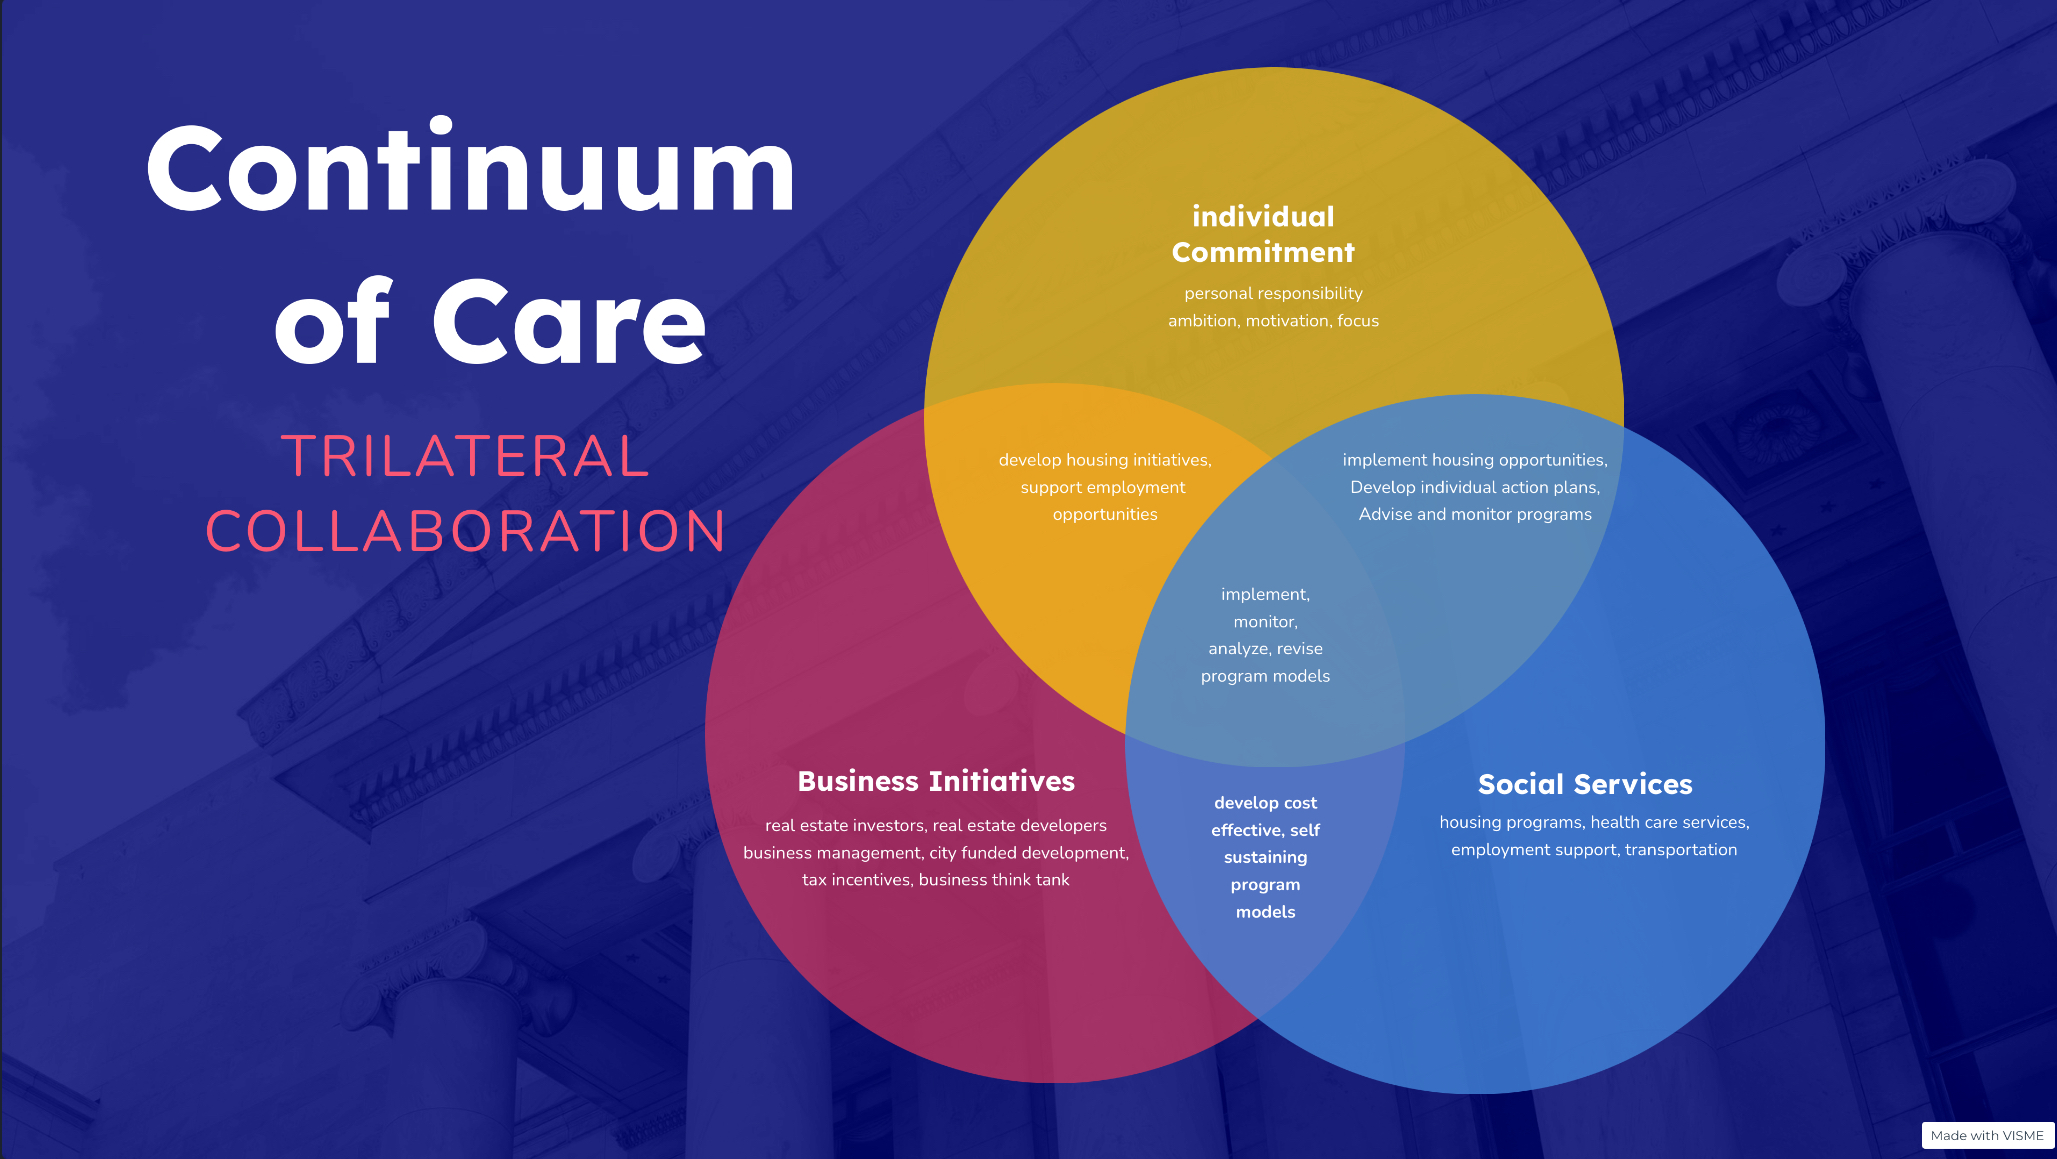 Continuum
of Care
TRILATERAL
COLLABORATION
individual
Commitment
personal responsibility
ambition, motivation, focus
develop housing initiatives,
support employment
opportunities
implement housing opportunities,
Develop individual action plans,
Advise and monitor programs
implement,
monitor,
analyze, revise
program models
Business Initiatives
real estate investors, real estate developers
business management, city funded development,
tax incentives, business think tank
develop cost
effective, self
sustaining
program
models
Social Services
housing programs, health care services,
employment support, transportation
Made with VISME